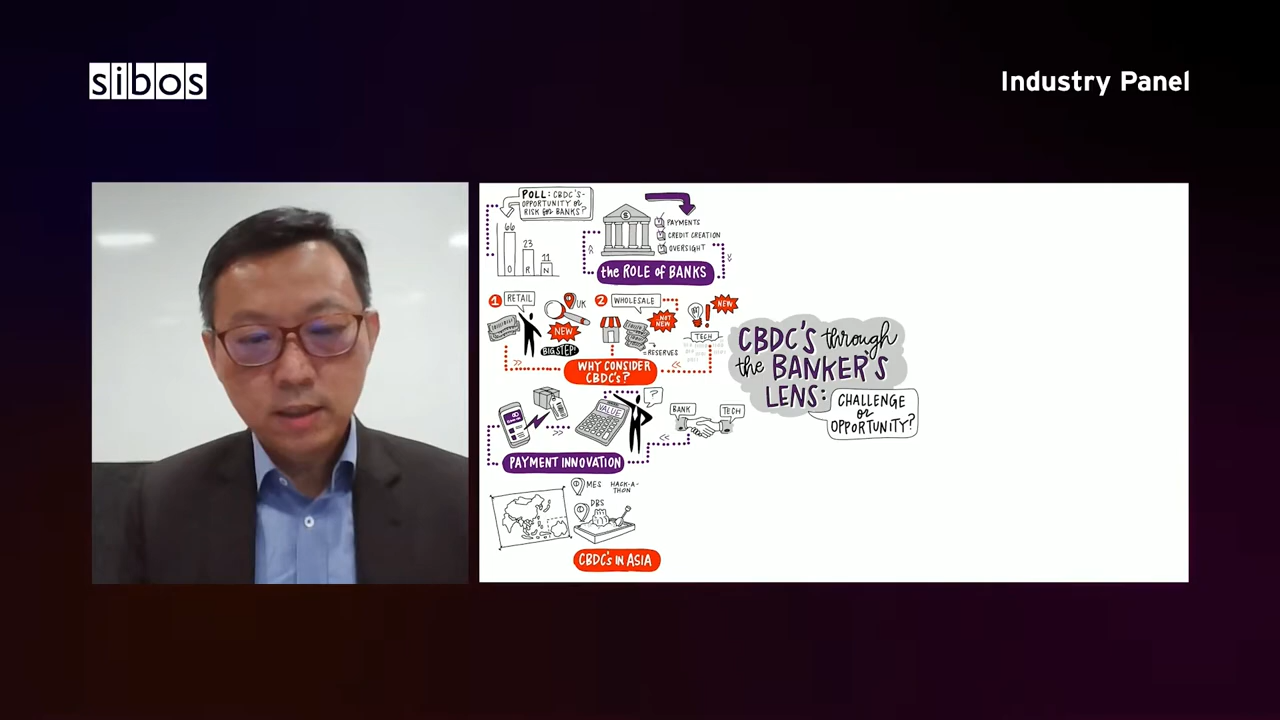 sibos
Industry Panel
POLL: CBDC'S-
OPPORTUNITY or
RISK for BANKS?
66
23
11
O
R
N
$
PAYMENTS
CREDIT CREATION
OVERSIGHT
the ROLE of BANKS
1
RETAIL
UK
NEW
BIG STEP!
2
WHOLESALE
NOT
NEW
=RESERVES
NEW
TECH
WHY CONSIDER
CBDC's?
VALUE
?
BANK
TECH
PAYMENT INNOVATION
MES
HACK-A-
THON
DBS
CBDC's IN ASIA
CBDC'S through
the BANKER'S
LENS:
CHALLENGE
or
OPPORTUNITY?